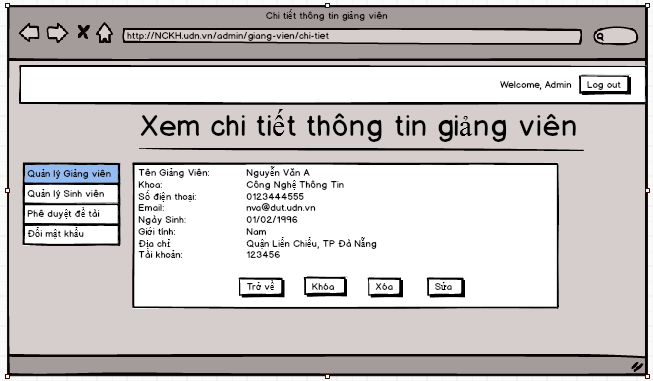 Chi tiết thông tin giảng viên
http://NCKH.udn.vn/admin/giang-vien/chi-tiet
Welcome, Admin
Log out
Xem chi tiết thông tin giảng viên
Quản lý Giảng viên
Quản lý Sinh viên
Phê duyệt đề tài
Đổi mật khẩu
Tên Giảng Viên: Nguyễn Văn A
Khoa: Công Nghệ Thông Tin
Số điện thoại: 0123444555
Email: nva@dut.udn.vn
Ngày Sinh: 01/02/1996
Giới tính: Nam
Địa chỉ Quận Liên Chiểu, TP Đà Nẵng
Tài khoản: 123456
Trở về
Khóa
Xóa
Sửa